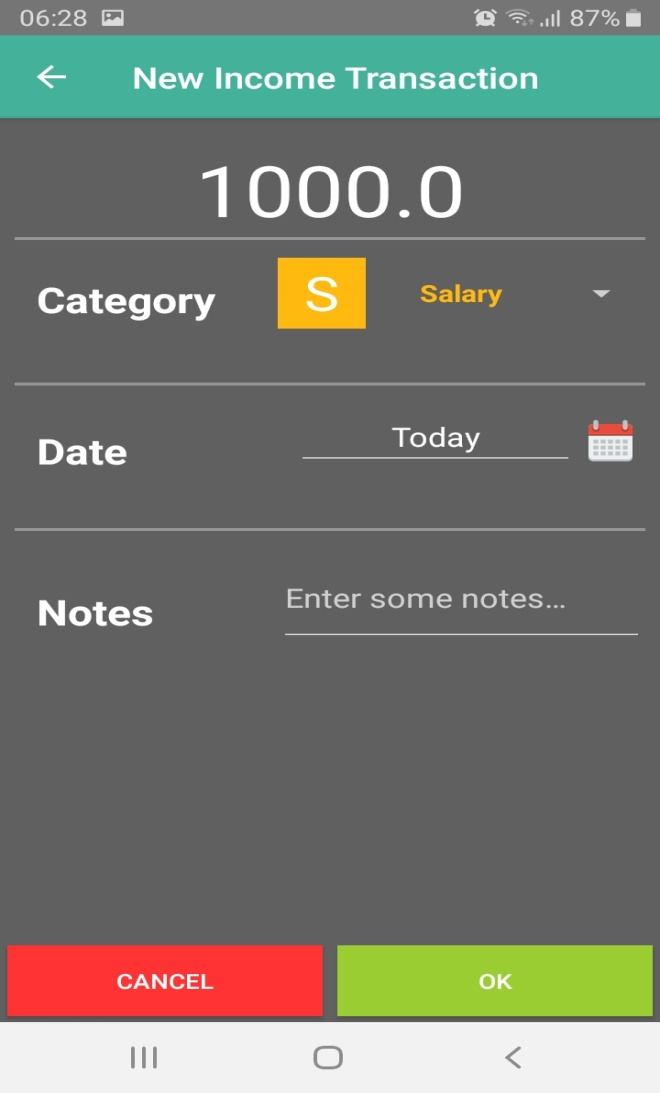 06:28 87%
New Income Transaction
1000.0
Category S Salary
Date Today
Notes Enter some notes...
CANCEL OK